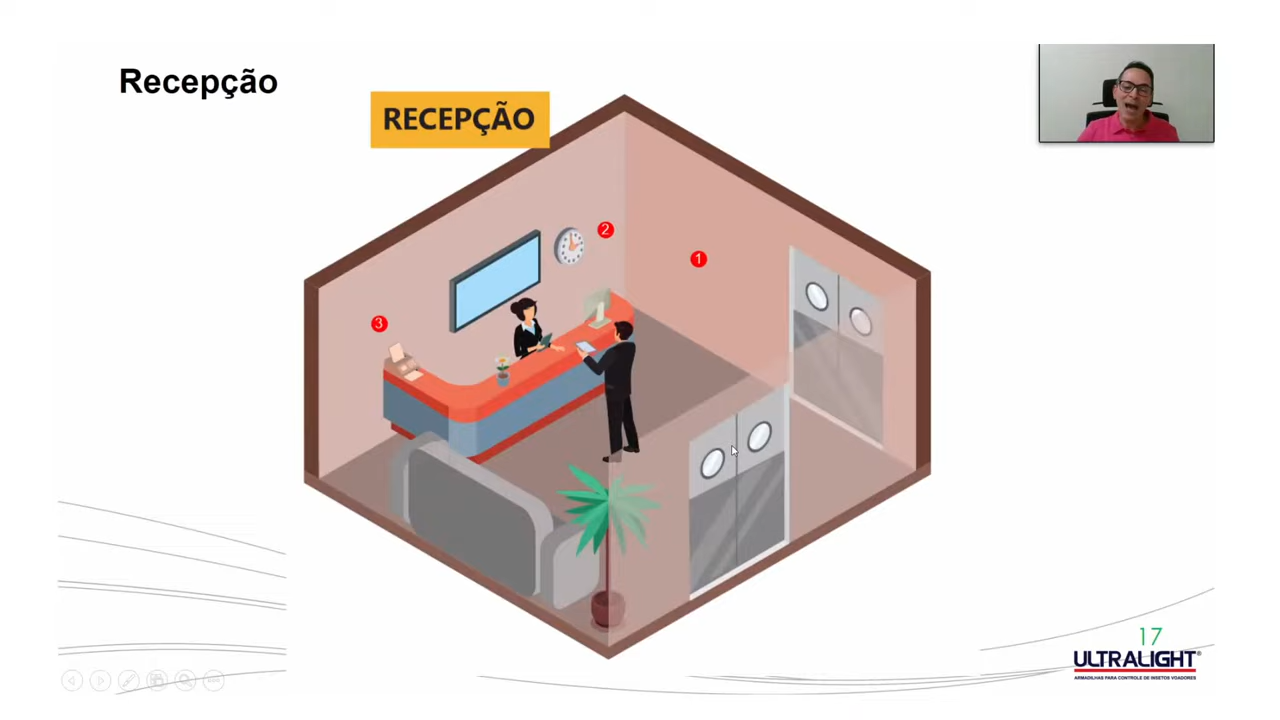 Recepção
RECEPÇÃO
2
1
3
17
ULTRALIGHT®
ARMADILHAS PARA CONTROLE DE INSETOS VOADORES